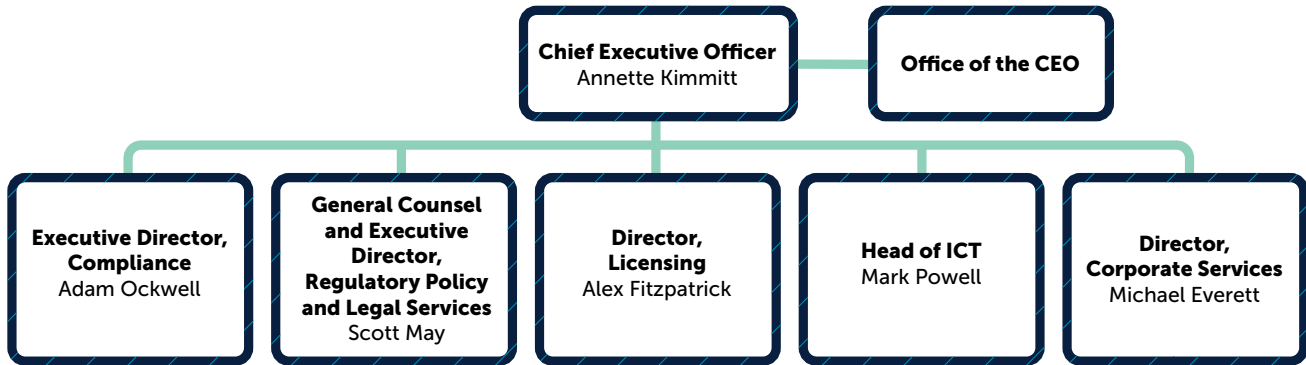 Chief Executive Officer
Annette Kimmitt
Office of the CEO
Executive Director,
Compliance
Adam Ockwell
General Counsel
and Executive
Director,
Regulatory Policy
and Legal Services
Scott May
Director,
Licensing
Alex Fitzpatrick
Head of ICT
Mark Powell
Director,
Corporate Services
Michael Everett